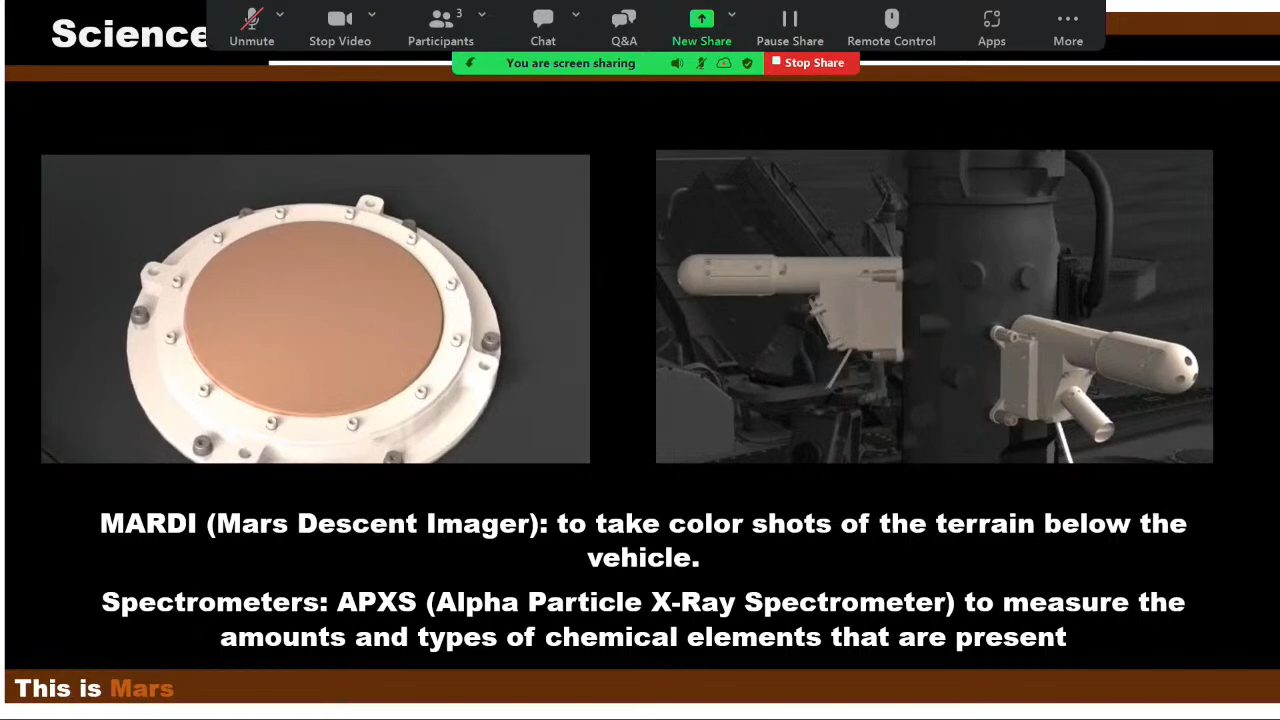 Science
Unmute
Stop Video
3
Participants
Chat
Q&A
New Share
Pause Share
Remote Control
Apps
More
You are screen sharing
Stop Share
MARDI (Mars Descent Imager): to take color shots of the terrain below the
vehicle.
Spectrometers: APXS (Alpha Particle X-Ray Spectrometer) to measure the
amounts and types of chemical elements that are present
This is Mars